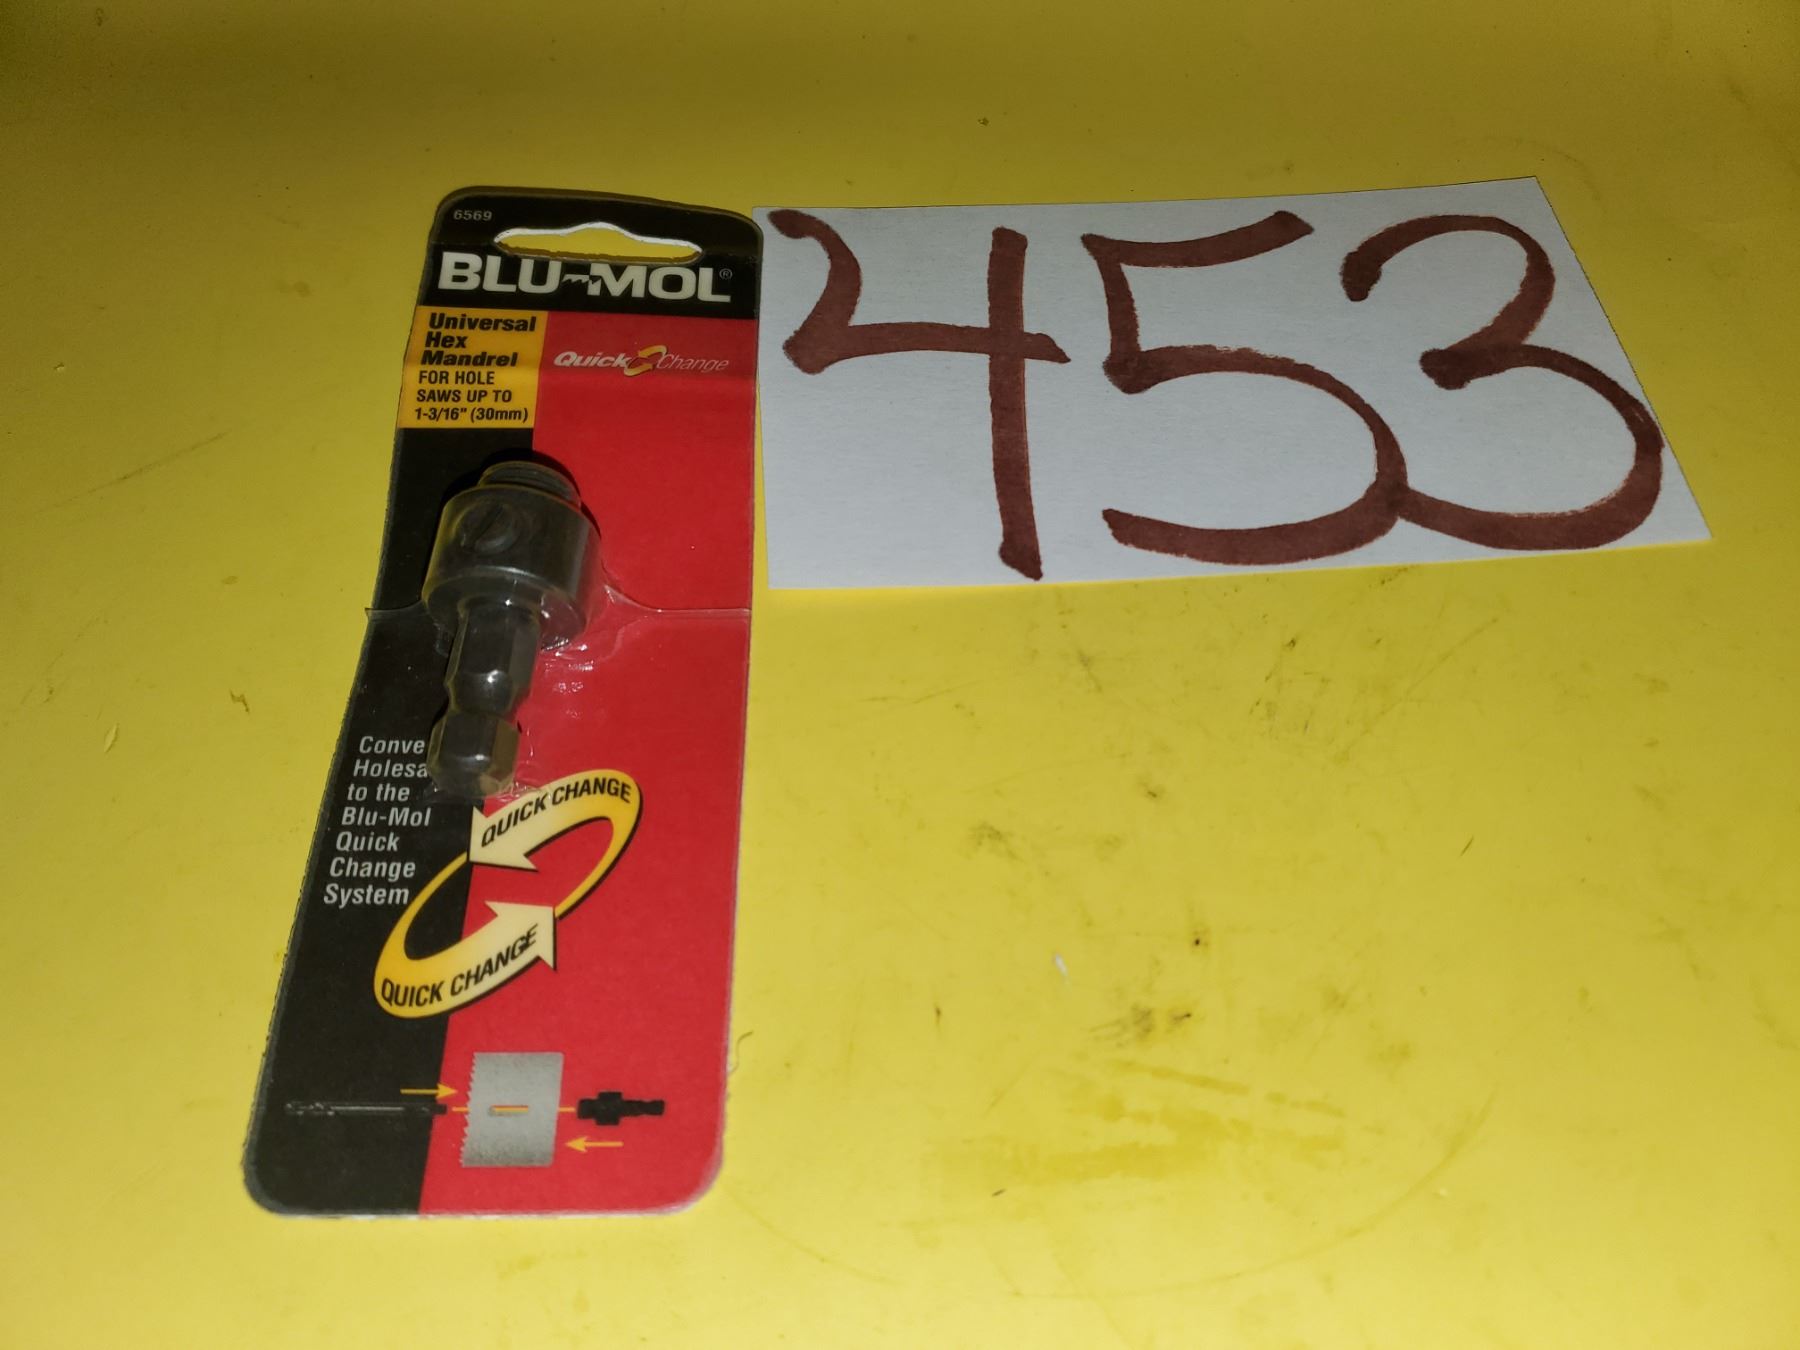 6569
BLU-MOL®
Universal
Hex
Mandrel
FOR HOLE
SAWS UP TO
1-3/16" (30mm)
Quick Change
453
Conve
Holesa
to the
Blu-Mol
Quick
Change
System
QUICK CHANGE
QUICK CHANGE